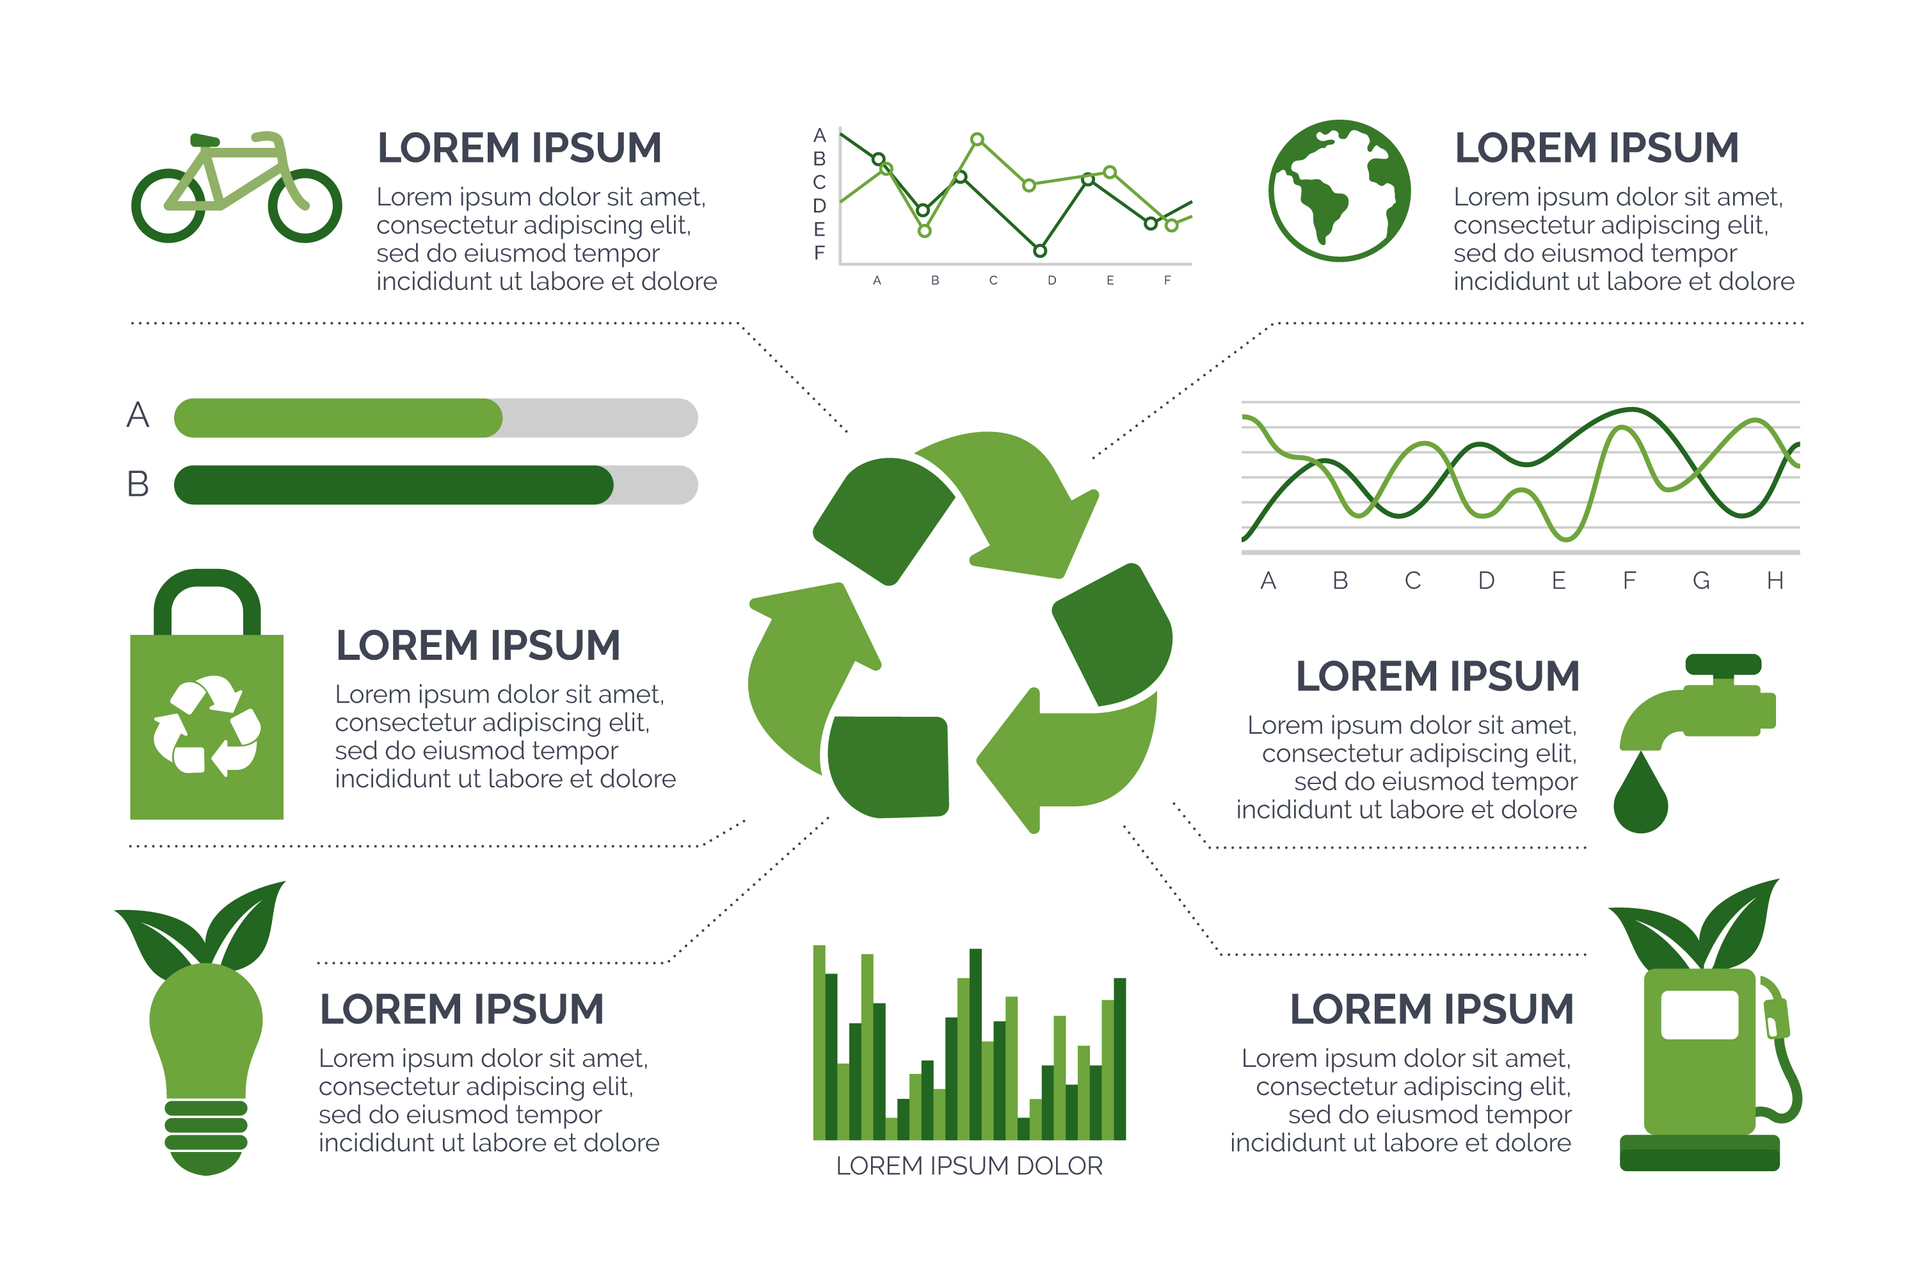 LOREM IPSUM
Lorem ipsum dolor sit amet,
consectetur adipiscing elit,
sed do eiusmod tempor
incididunt ut labore et dolore
A
B
C
D
E
F
A B C D E F
LOREM IPSUM
Lorem ipsum dolor sit amet,
consectetur adipiscing elit,
sed do eiusmod tempor
incididunt ut labore et dolore
A
B
A B C D E F G H
LOREM IPSUM
Lorem ipsum dolor sit amet,
consectetur adipiscing elit,
sed do eiusmod tempor
incididunt ut labore et dolore
LOREM IPSUM
Lorem ipsum dolor sit amet,
consectetur adipiscing elit,
sed do eiusmod tempor
incididunt ut labore et dolore
LOREM IPSUM
Lorem ipsum dolor sit amet,
consectetur adipiscing elit,
sed do eiusmod tempor
incididunt ut labore et dolore
LOREM IPSUM DOLOR
LOREM IPSUM
Lorem ipsum dolor sit amet,
consectetur adipiscing elit,
sed do eiusmod tempor
incididunt ut labore et dolore